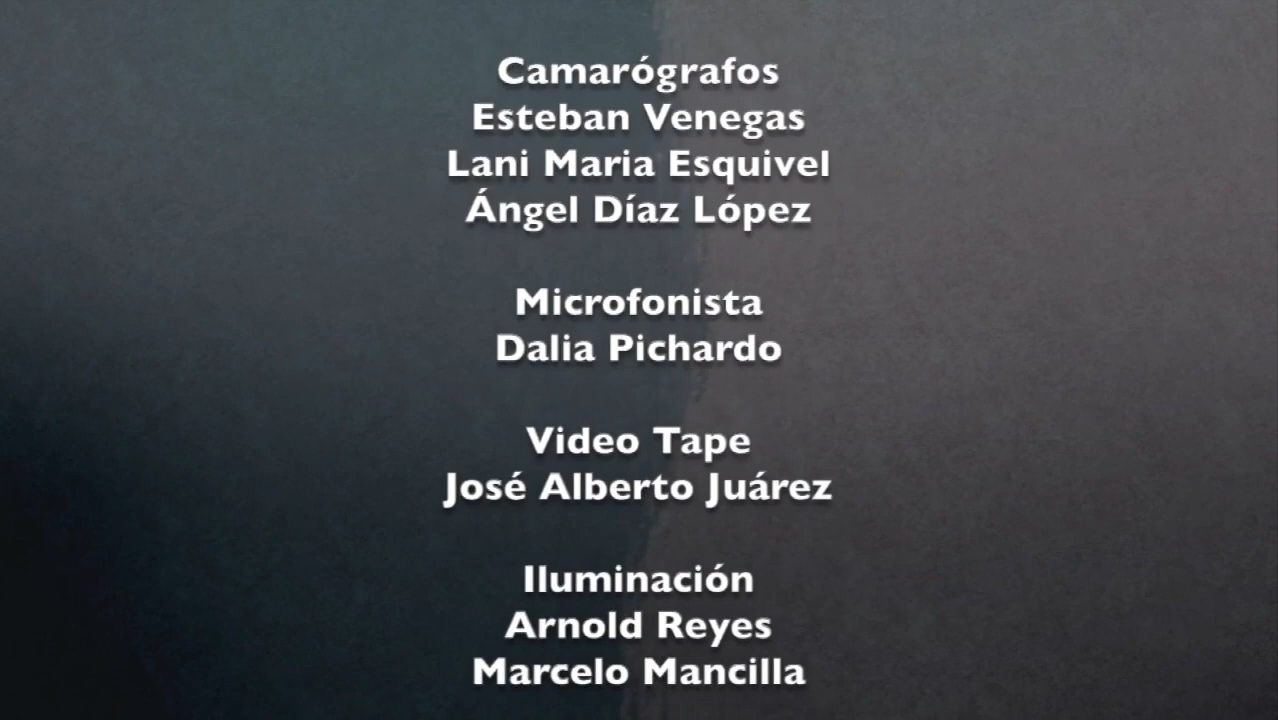 Camarógrafos
Esteban Venegas
Lani Maria Esquivel
Ángel Díaz López
Microfonista
Dalia Pichardo
Video Tape
José Alberto Juárez
Iluminación
Arnold Reyes
Marcelo Mancilla